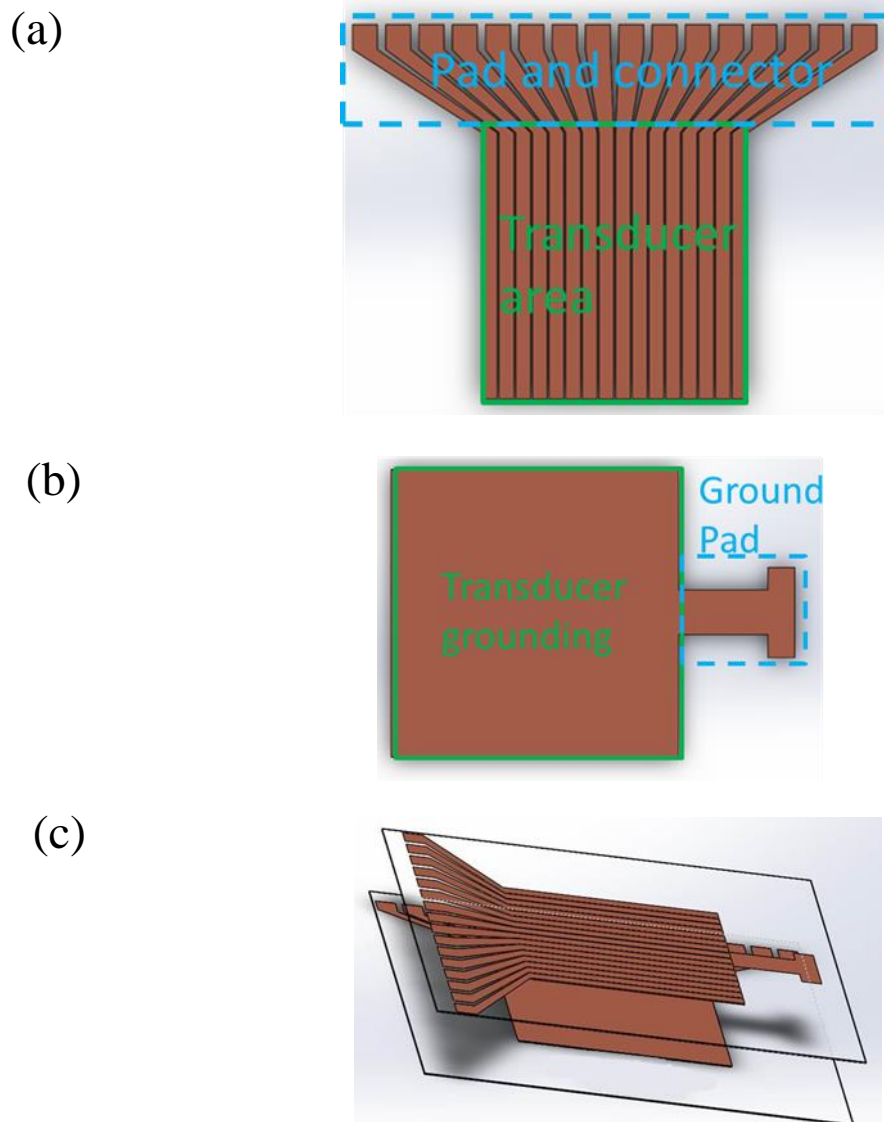 (a)
Pad and connector
Transducer
area
(b)
Ground
Pad
Transducer
grounding
(c)